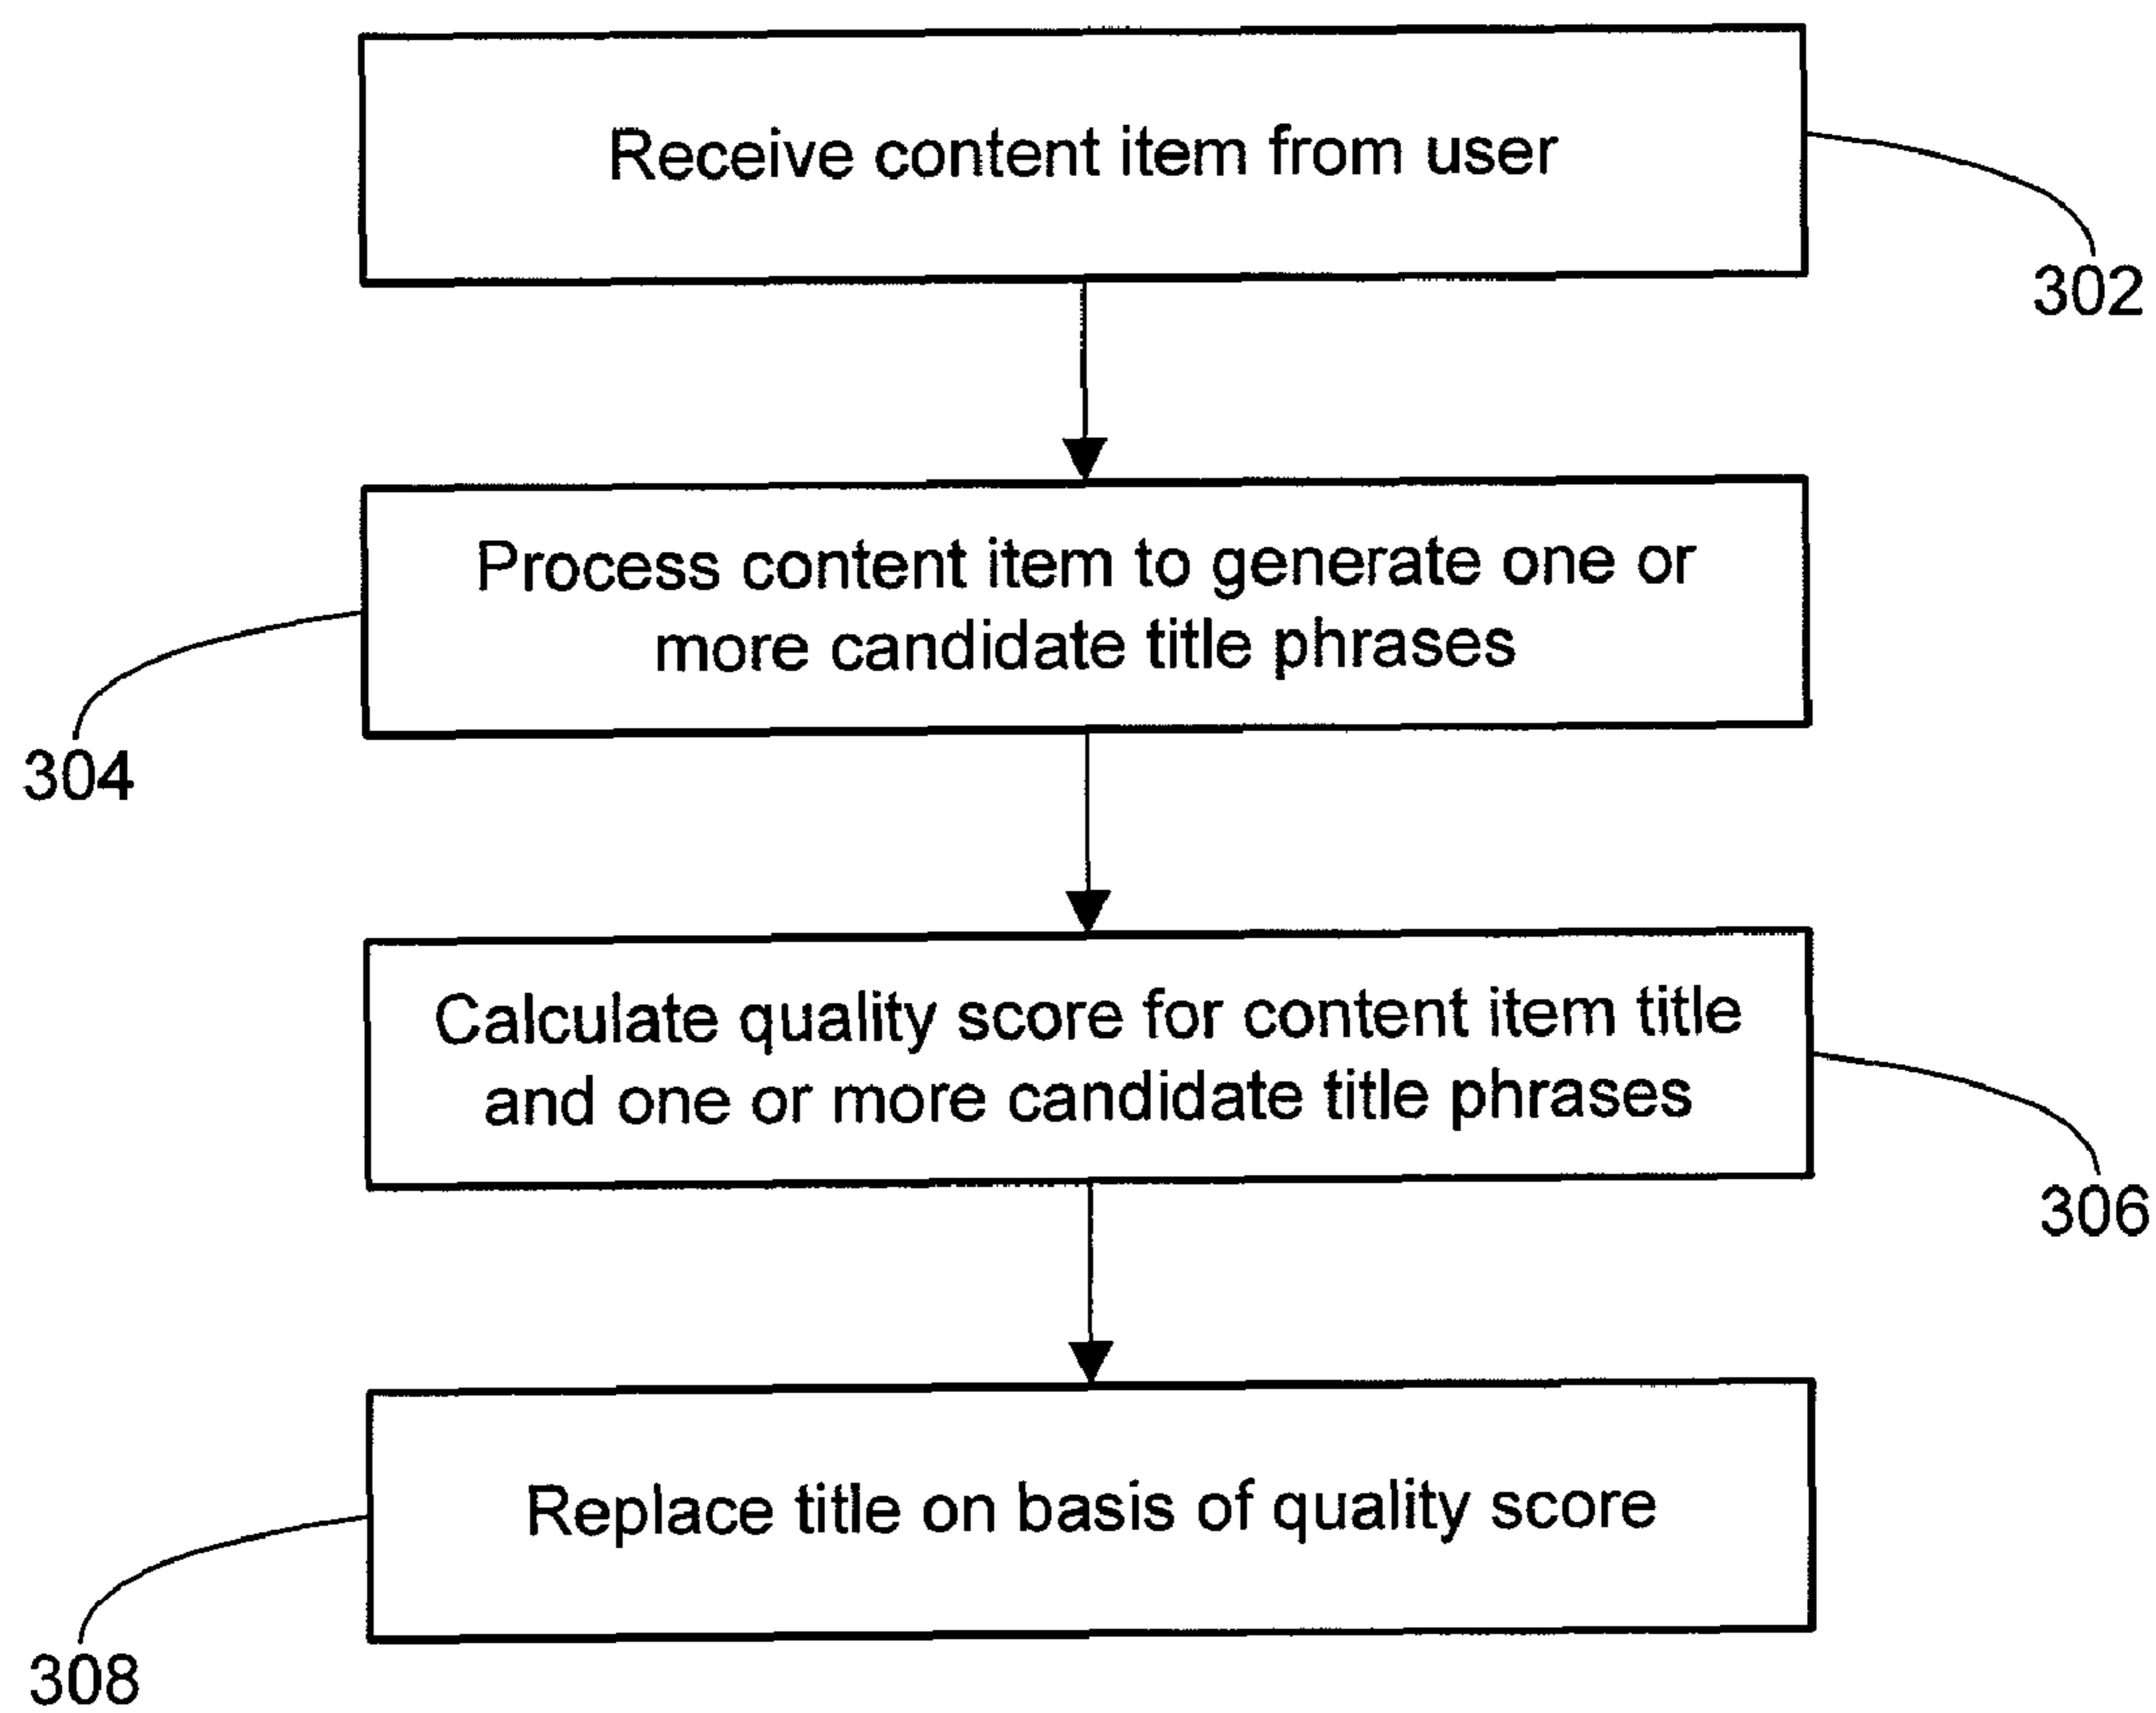 Receive content item from user
302
Process content item to generate one or
more candidate title phrases
304
Calculate quality score for content item title
and one or more candidate title phrases
306
Replace title on basis of quality score
308